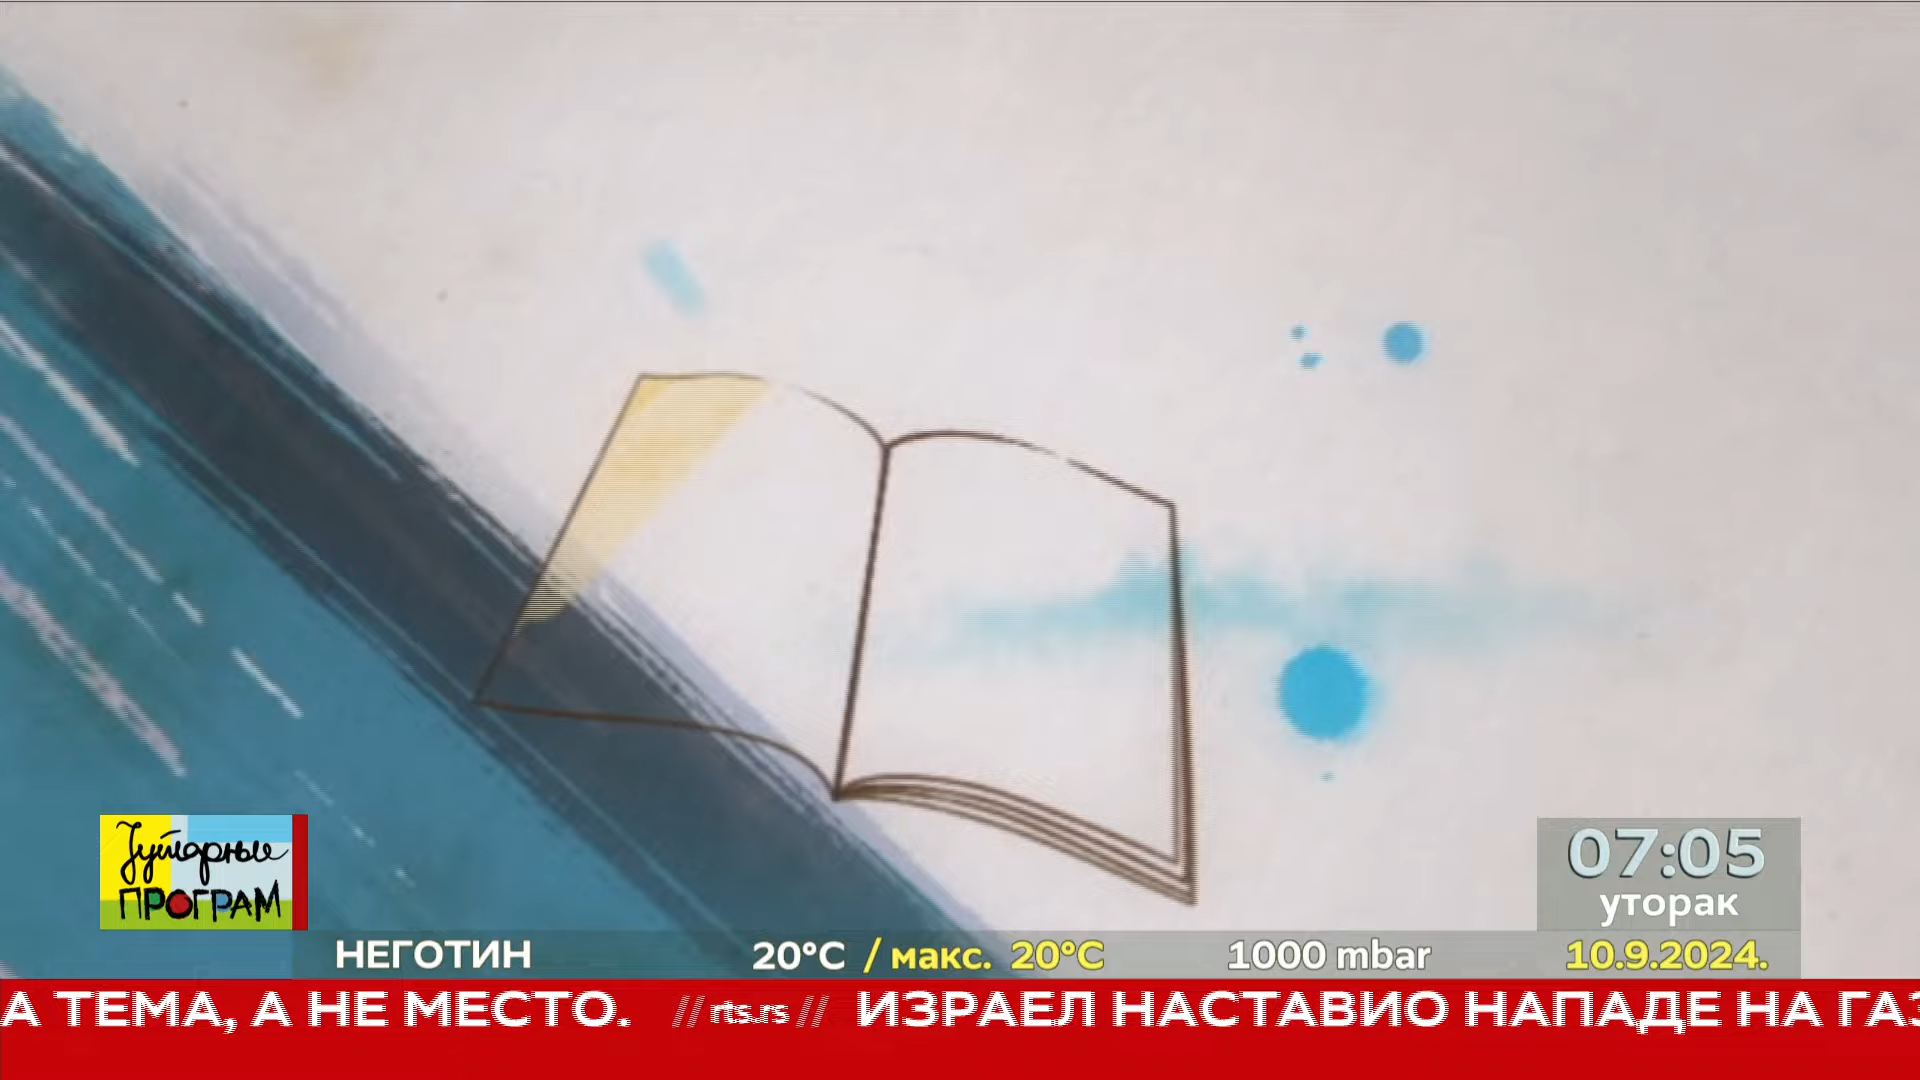 Јутарњи
ПРОГРАМ
07:05
уторак
НЕГОТИН 20°C / макс. 20°C 1000 mbar 10.9.2024.
А ТЕМА, А НЕ МЕСТО. // rts.rs // ИЗРАЕЛ НАСТАВИО НАПАДЕ НА ГАЗ